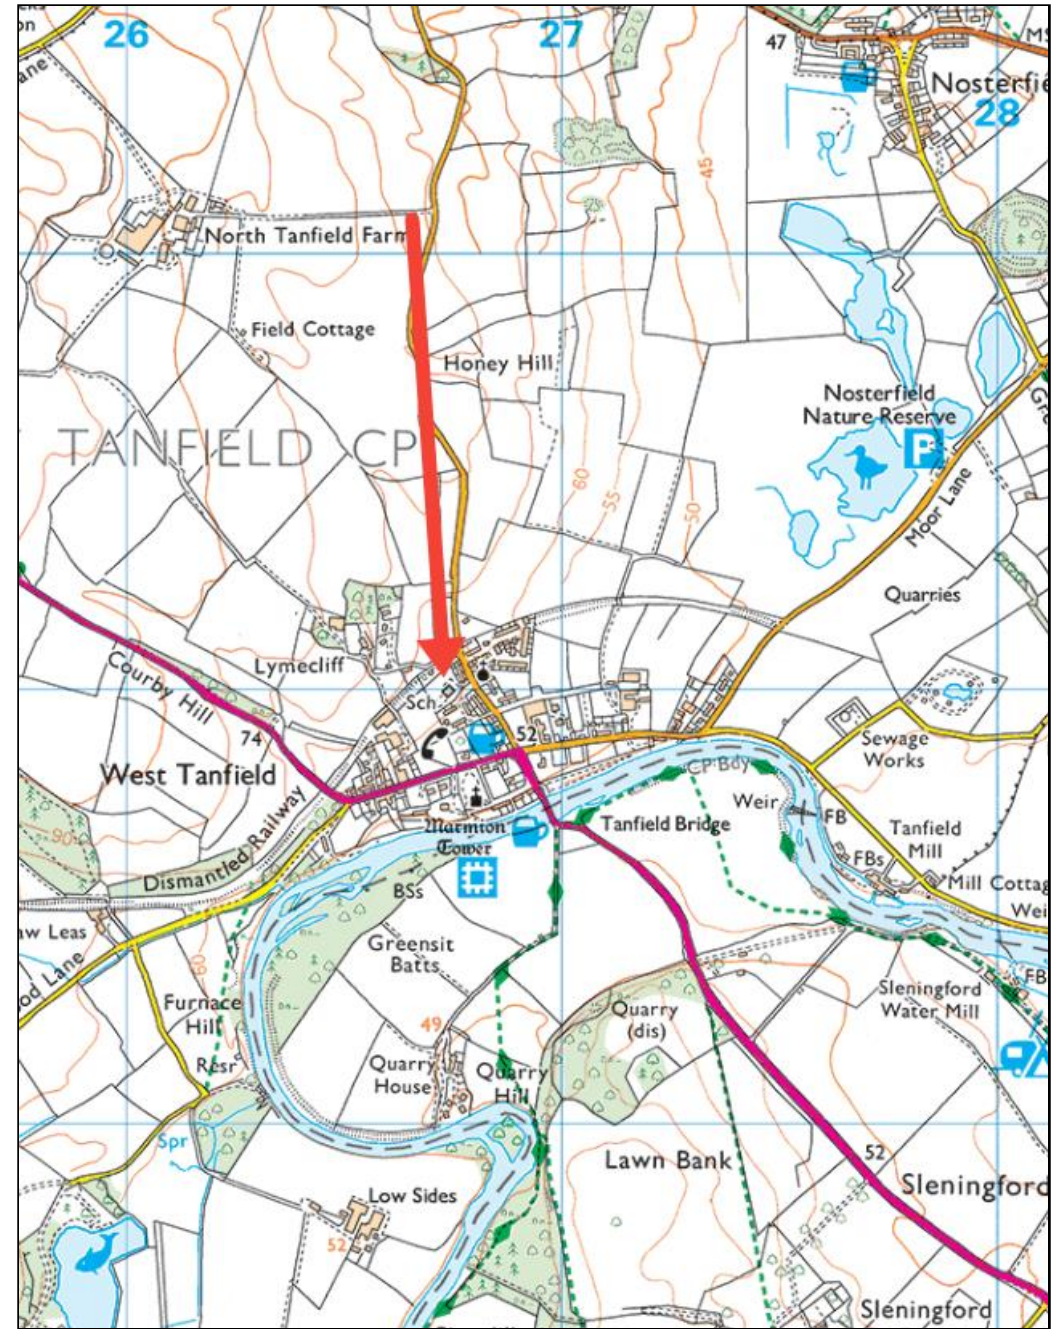 26
27
47
Nosterfie
28
ane
45
North Tanfield Farm
Field Cottage
Honey Hill
Nosterfield
Nature Reserve
P
TANFIELD CP
60
55
50
Moor Lane
Quarries
Lymecliff
Courby Hill
Sch
74
52
Sewage
Works
West Tanfield
CP Bdy
Weir
FB
Marmion
Tower
Tanfield Bridge
Tanfield
Mill
90
Dismantled Railway
FBs
BSs
Mill Cottag
Wei
aw Leas
Greensit
Batts
60
ood Lane
FB
Furnace
Hill
Sleningford
Water Mill
49
Quarry
(dis)
Resr
Quarry
House
Quarry
Hill
Spr
Lawn Bank
52
Low Sides
Sleningford
52
Sleningford